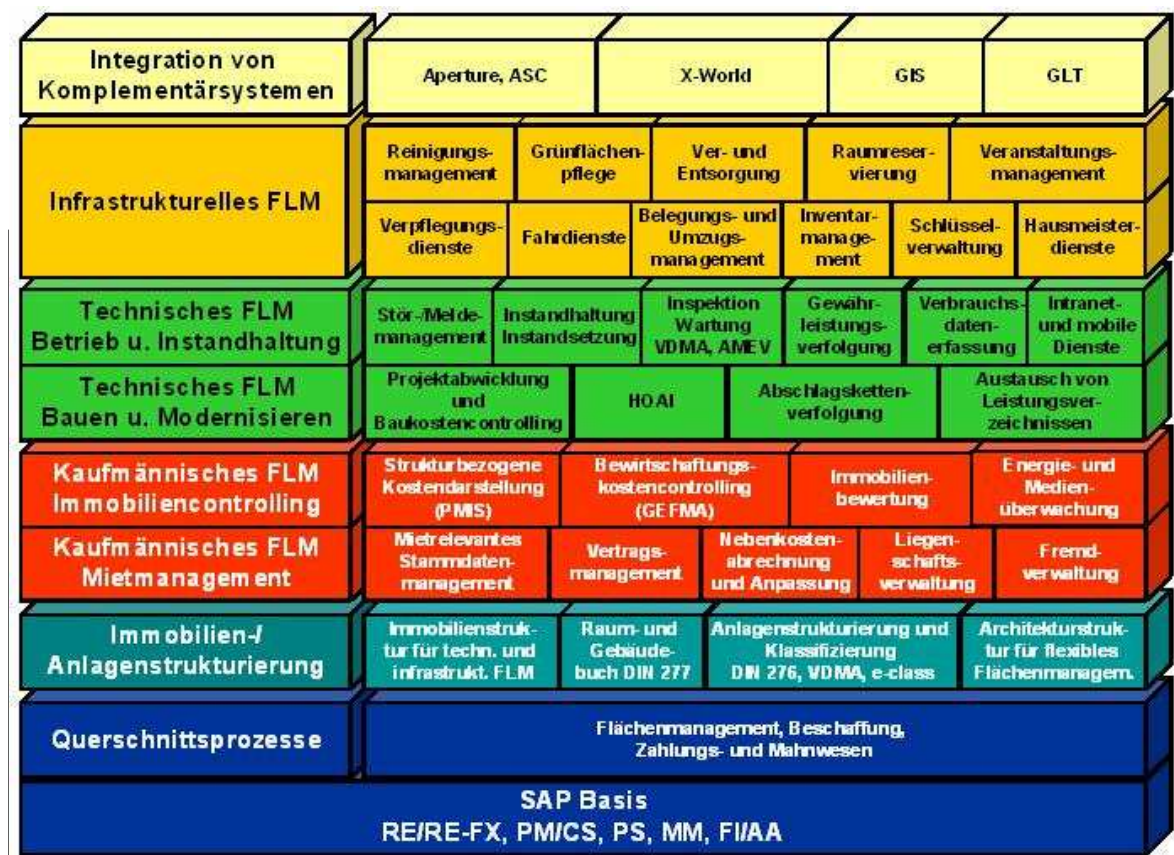 Integration von
Komplementärsystemen
Aperture, ASC
X-World
GIS
GLT
Infrastrukturelles FLM
Reinigungs-
management
Grünflächen-
pflege
Ver- und
Entsorgung
Raumreser-
vierung
Veranstaltungs-
management
Verpflegungs-
dienste
Fahrdienste
Belegungs- und
Umzugs-
management
Inventar-
manage-
ment
Schlüssel-
verwaltung
Hausmeister-
dienste
Technisches FLM
Betrieb u. Instandhaltung
Stör-/Melde-
management
Instandhaltung
Instandsetzung
Inspektion
Wartung
VDMA, AMEV
Gewähr-
leistungs-
verfolgung
Verbrauchs-
daten-
erfassung
Intranet-
und mobile
Dienste
Technisches FLM
Bauen u. Modernisieren
Projektabwicklung
und
Baukostencontrolling
HOAI
Abschlagsketten-
verfolgung
Austausch von
Leistungsver-
zeichnissen
Kaufmännisches FLM
Immobiliencontrolling
Strukturbezogene
Kostendarstellung
(PMIS)
Bewirtschaftungs-
kostencontrolling
(GEFMA)
Immobilien-
bewertung
Energie- und
Medien-
überwachung
Kaufmännisches FLM
Mietmanagement
Mietrelevantes
Stammdaten-
management
Vertrags-
management
Nebenkosten-
abrechnung
und Anpassung
Liegen-
schafts-
verwaltung
Fremd-
verwaltung
Immobilien-/
Anlagenstrukturierung
Immobilienstruk-
tur für techn. und
infrastrukt. FLM
Raum- und
Gebäude-
buch DIN 277
Anlagenstrukturierung und
Klassifizierung
DIN 276, VDMA, e-class
Architekturstruk-
tur für flexibles
Flächenmanagem.
Querschnittsprozesse
Flächenmanagement, Beschaffung,
Zahlungs- und Mahnwesen
SAP Basis
RE/RE-FX, PM/CS, PS, MM, FI/AA